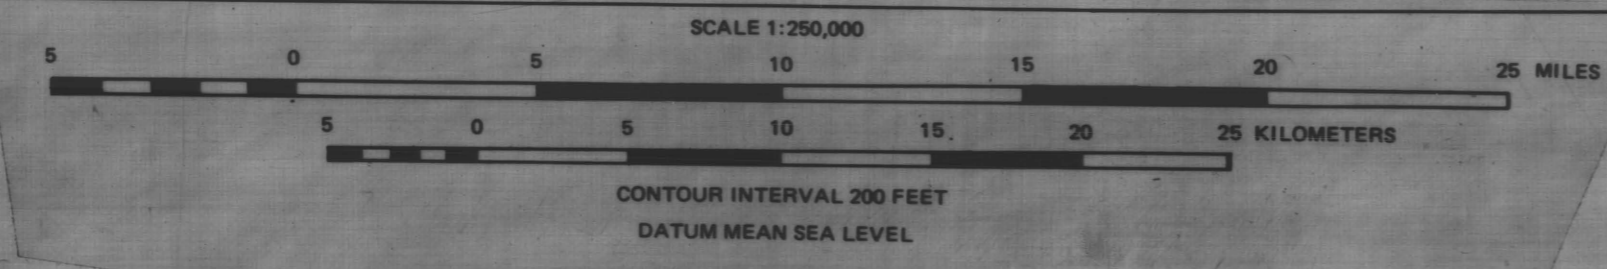 SCALE 1:250,000
5 0 5 10 15 20 25 MILES
5 0 5 10 15 20 25 KILOMETERS
CONTOUR INTERVAL 200 FEET
DATUM MEAN SEA LEVEL